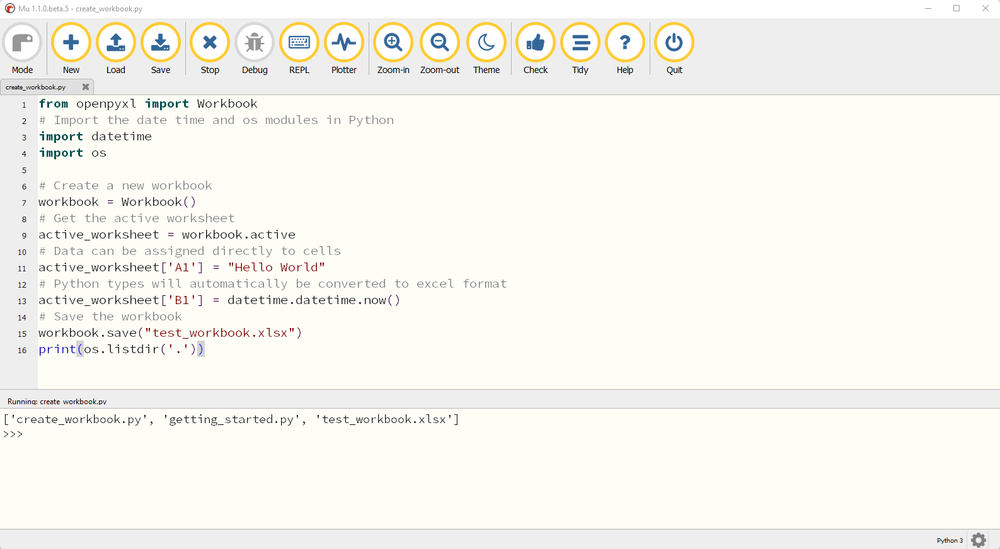 Mu 1.1.0.beta.5 - create_workbook.py
Mode New Load Save Stop Debug REPL Plotter Zoom-in Zoom-out Theme Check Tidy Help Quit
create_workbook.py
1 from openpyxl import Workbook
2 # Import the date time and os modules in Python
3 import datetime
4 import os
5
6 # Create a new workbook
7 workbook = Workbook()
8 # Get the active worksheet
9 active_worksheet = workbook.active
10 # Data can be assigned directly to cells
11 active_worksheet['A1'] = "Hello World"
12 # Python types will automatically be converted to excel format
13 active_worksheet['B1'] = datetime.datetime.now()
14 # Save the workbook
15 workbook.save("test_workbook.xlsx")
16 print(os.listdir('.'))
Running: create_workbook.py
['create_workbook.py', 'getting_started.py', 'test_workbook.xlsx']
>>>
Python 3